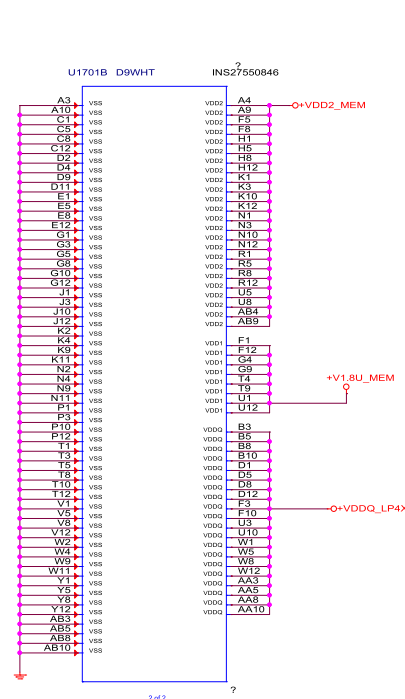 ?
U1701B D9WHT INS27550846
A3 VSS VDD2 A4 +VDD2_MEM
A10 VSS VDD2 A9
C1 VSS VDD2 F5
C5 VSS VDD2 F8
C8 VSS VDD2 H1
C12 VSS VDD2 H5
D2 VSS VDD2 H8
D4 VSS VDD2 H12
D9 VSS VDD2 K1
D11 VSS VDD2 K3
E1 VSS VDD2 K10
E5 VSS VDD2 K12
E8 VSS VDD2 N1
E12 VSS VDD2 N3
G1 VSS VDD2 N10
G3 VSS VDD2 N12
G5 VSS VDD2 R1
G8 VSS VDD2 R5
G10 VSS VDD2 R8
G12 VSS VDD2 R12
J1 VSS VDD2 U5
J3 VSS VDD2 U8
J10 VSS VDD2 AB4
J12 VSS VDD2 AB9
K2 VSS
K4 VSS VDD1 F1
K9 VSS VDD1 F12
K11 VSS VDD1 G4
N2 VSS VDD1 G9
N4 VSS VDD1 T4 +V1.8U_MEM
N9 VSS VDD1 T9
N11 VSS VDD1 U1
P1 VSS VDD1 U12
P3 VSS
P10 VSS VDDQ B3
P12 VSS VDDQ B5
T1 VSS VDDQ B8
T3 VSS VDDQ B10
T5 VSS VDDQ D1
T8 VSS VDDQ D5
T10 VSS VDDQ D8
T12 VSS VDDQ D12
V1 VSS VDDQ F3 +VDDQ_LP4X
V5 VSS VDDQ F10
V8 VSS VDDQ U3
V12 VSS VDDQ U10
W2 VSS VDDQ W1
W4 VSS VDDQ W5
W9 VSS VDDQ W8
W11 VSS VDDQ W12
Y1 VSS VDDQ AA3
Y5 VSS VDDQ AA5
Y8 VSS VDDQ AA8
Y12 VSS VDDQ AA10
AB3 VSS
AB5 VSS
AB8 VSS
AB10 VSS
?
2 of 2